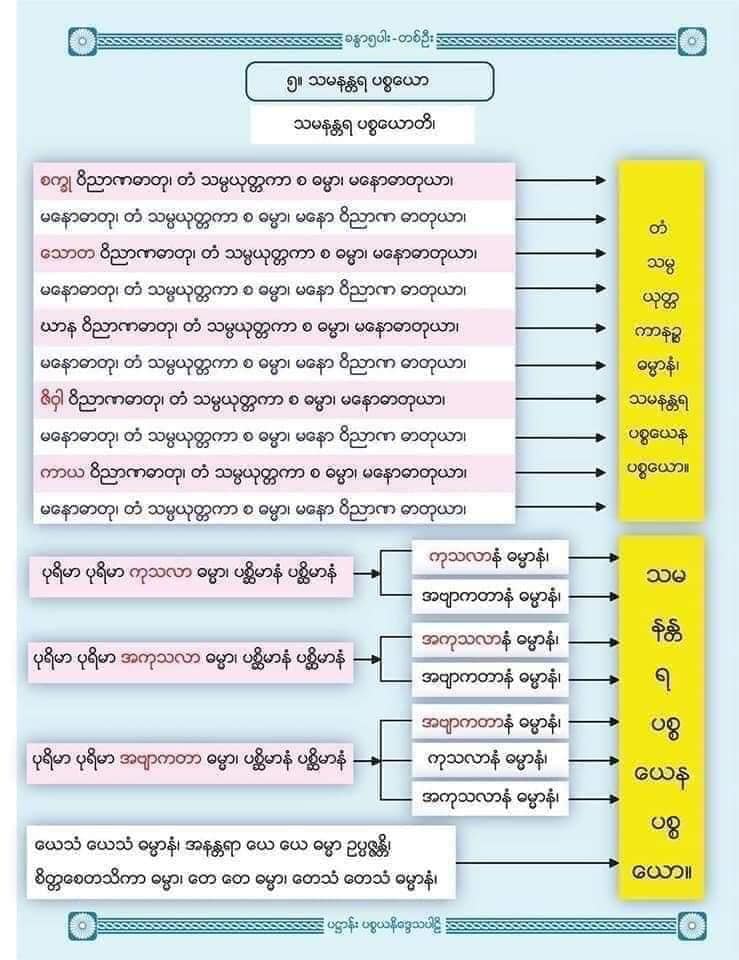 ခန္ဓာ၅ပါး - တစ်ဦး
၅။ သမနန္တရ ပစ္စယော
သမနန္တရ ပစ္စယောတိ၊
စက္ခု ဝိညာဏဓာတု၊ တံ သမ္ပယုတ္တကာ စ ဓမ္မာ၊ မနောဓာတုယာ၊
မနောဓာတု၊ တံ သမ္ပယုတ္တကာ စ ဓမ္မာ၊ မနော ဝိညာဏ ဓာတုယာ၊
သောတ ဝိညာဏဓာတု၊ တံ သမ္ပယုတ္တကာ စ ဓမ္မာ၊ မနောဓာတုယာ၊
မနောဓာတု၊ တံ သမ္ပယုတ္တကာ စ ဓမ္မာ၊ မနော ဝိညာဏ ဓာတုယာ၊
ဃာန ဝိညာဏဓာတု၊ တံ သမ္ပယုတ္တကာ စ ဓမ္မာ၊ မနောဓာတုယာ၊
မနောဓာတု၊ တံ သမ္ပယုတ္တကာ စ ဓမ္မာ၊ မနော ဝိညာဏ ဓာတုယာ၊
ဇိဝှါ ဝိညာဏဓာတု၊ တံ သမ္ပယုတ္တကာ စ ဓမ္မာ၊ မနောဓာတုယာ၊
မနောဓာတု၊ တံ သမ္ပယုတ္တကာ စ ဓမ္မာ၊ မနော ဝိညာဏ ဓာတုယာ၊
ကာယ ဝိညာဏဓာတု၊ တံ သမ္ပယုတ္တကာ စ ဓမ္မာ၊ မနောဓာတုယာ၊
မနောဓာတု၊ တံ သမ္ပယုတ္တကာ စ ဓမ္မာ၊ မနော ဝိညာဏ ဓာတုယာ၊
တံ
သမ္ပ
ယုတ္တ
ကာနဉ္စ
ဓမ္မာနံ၊
သမနန္တရ
ပစ္စယေန
ပစ္စယော။
ပုရိမာ ပုရိမာ ကုသလာ ဓမ္မာ၊ ပစ္ဆိမာနံ ပစ္ဆိမာနံ
ကုသလာနံ ဓမ္မာနံ၊
အဗျာကတာနံ ဓမ္မာနံ၊
ပုရိမာ ပုရိမာ အကုသလာ ဓမ္မာ၊ ပစ္ဆိမာနံ ပစ္ဆိမာနံ
အကုသလာနံ ဓမ္မာနံ၊
အဗျာကတာနံ ဓမ္မာနံ၊
ပုရိမာ ပုရိမာ အဗျာကတာ ဓမ္မာ၊ ပစ္ဆိမာနံ ပစ္ဆိမာနံ
အဗျာကတာနံ ဓမ္မာနံ၊
ကုသလာနံ ဓမ္မာနံ၊
အကုသလာနံ ဓမ္မာနံ၊
ယေသံ ယေသံ ဓမ္မာနံ၊ အနန္တရာ ယေ ယေ ဓမ္မာ ဥပ္ပဇ္ဇန္တိ၊
စိတ္တစေတသိကာ ဓမ္မာ၊ တေ တေ ဓမ္မာ၊ တေသံ တေသံ ဓမ္မာနံ၊
သမ
နန္တ
ရ
ပစ္စ
ယေန
ပစ္စ
ယော။
ပဋ္ဌာန်း ပစ္စယနိဒ္ဒေသပါဠိ